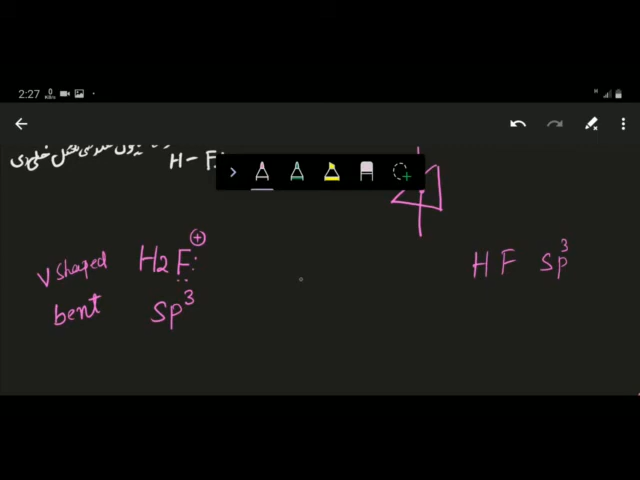 2:27
H – F:
V shaped H2F:⊕ HF sp³
bent sp³